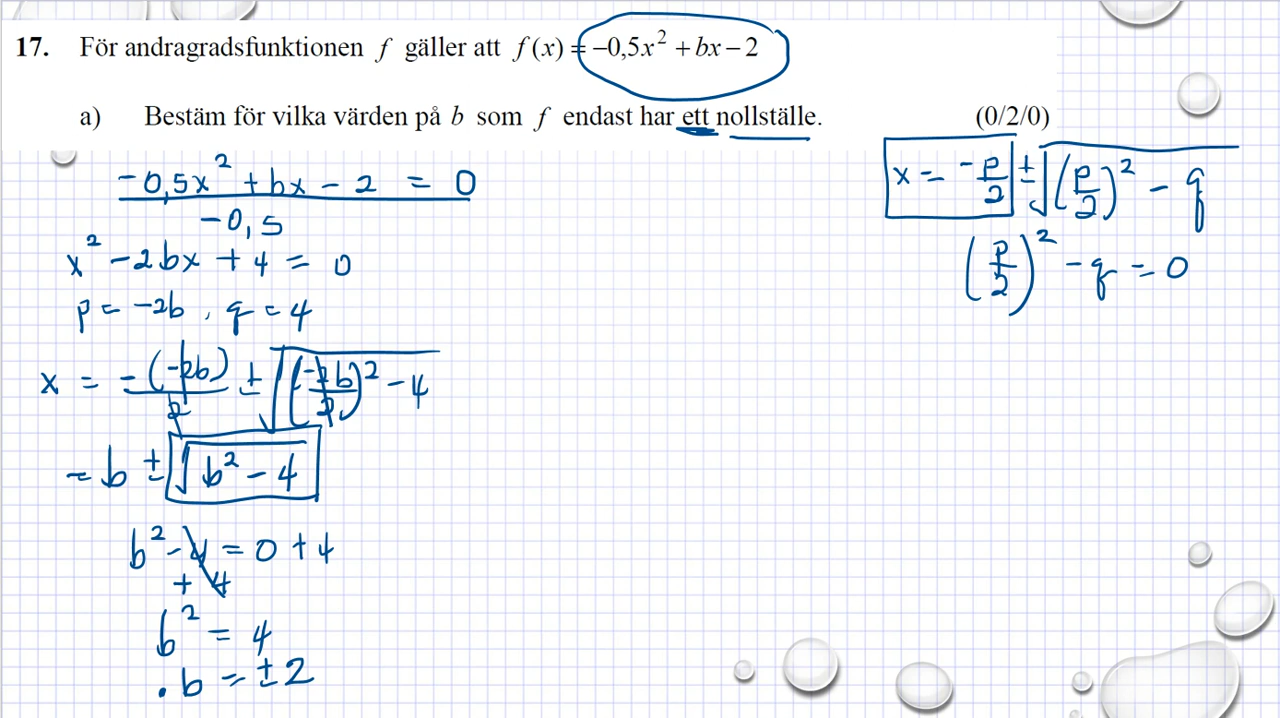 17. För andragradsfunktionen f gäller att f(x) = −0,5x² + bx − 2
a) Bestäm för vilka värden på b som f endast har ett nollställe. (0/2/0)
-0,5x² + bx - 2 = 0
-0,5
x² - 2bx + 4 = 0
p = -2b, q = 4
x = -(-2b)/2 ± √((-2b/2)² - 4)
= b ± √(b² - 4)
b² - 4 = 0 + 4
+ 4
b² = 4
. b = ±2
x = -p/2 ± √((p/2)² - q)
(p/2)² - q = 0